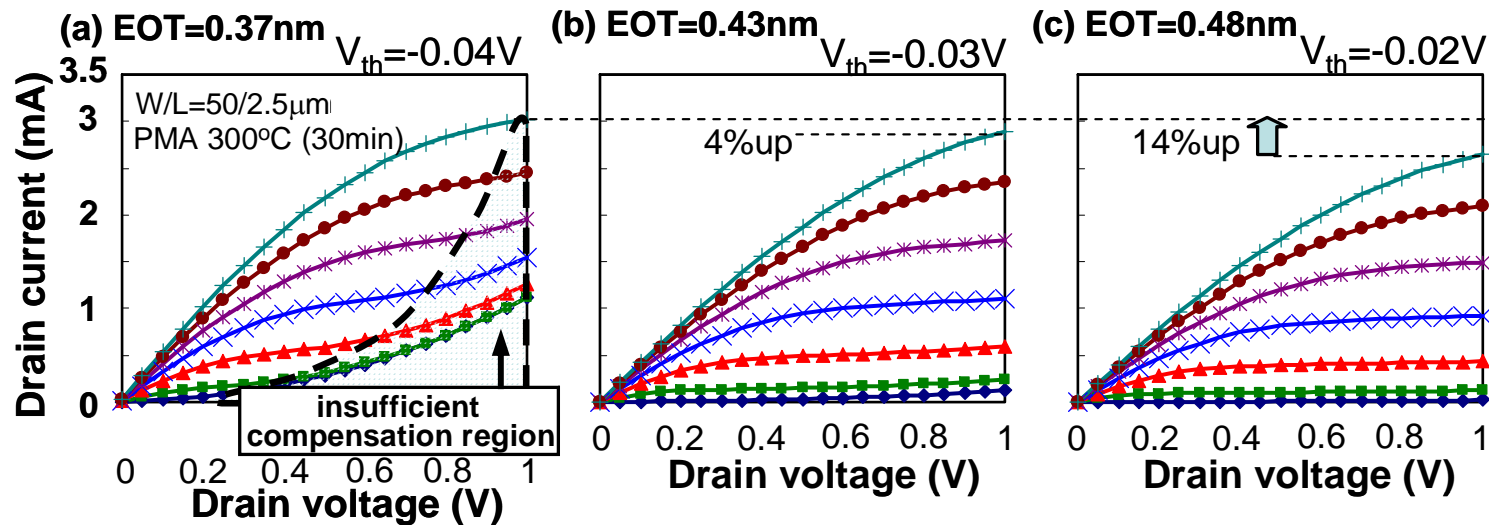 (a) EOT=0.37nm
V_th=-0.04V
(b) EOT=0.43nm
V_th=-0.03V
(c) EOT=0.48nm
V_th=-0.02V
Drain current (mA)
3.5
3
2
1
0
W/L=50/2.5μm
PMA 300ºC (30min)
4%up
14%up
insufficient
compensation region
0 0.2 0.4 0.6 0.8 1
0 0.2 0.4 0.6 0.8 1
0 0.2 0.4 0.6 0.8 1
Drain voltage (V)
Drain voltage (V)
Drain voltage (V)